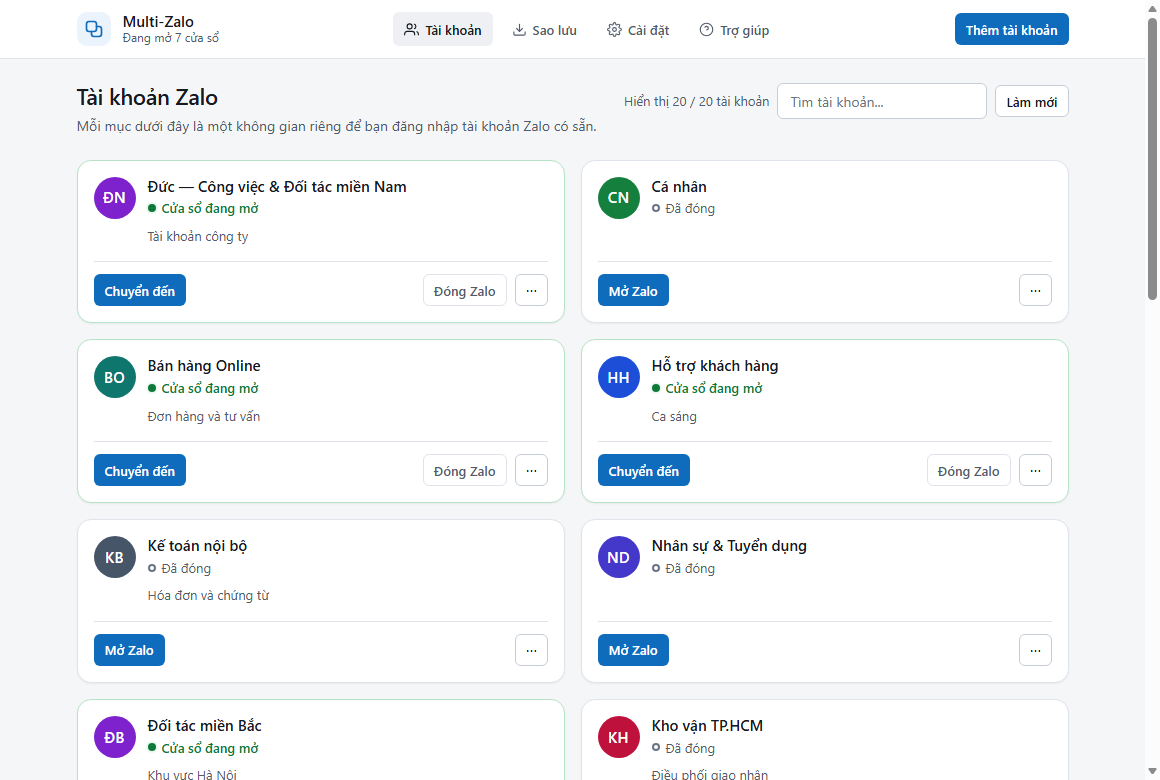 Multi-Zalo
Đang mở 7 cửa sổ
Tài khoản
Sao lưu
Cài đặt
Trợ giúp
Thêm tài khoản
Tài khoản Zalo
Mỗi mục dưới đây là một không gian riêng để bạn đăng nhập tài khoản Zalo có sẵn.
Hiển thị 20 / 20 tài khoản
Tìm tài khoản...
Làm mới
ĐN
Đức — Công việc & Đối tác miền Nam
Cửa sổ đang mở
Tài khoản công ty
Chuyển đến
Đóng Zalo
...
CN
Cá nhân
Đã đóng
Mở Zalo
...
BO
Bán hàng Online
Cửa sổ đang mở
Đơn hàng và tư vấn
Chuyển đến
Đóng Zalo
...
HH
Hỗ trợ khách hàng
Cửa sổ đang mở
Ca sáng
Chuyển đến
Đóng Zalo
...
KB
Kế toán nội bộ
Đã đóng
Hóa đơn và chứng từ
Mở Zalo
...
ND
Nhân sự & Tuyển dụng
Đã đóng
Mở Zalo
...
ĐB
Đối tác miền Bắc
Cửa sổ đang mở
Khu vực Hà Nội
KH
Kho vận TP.HCM
Đã đóng
Điều phối giao nhận